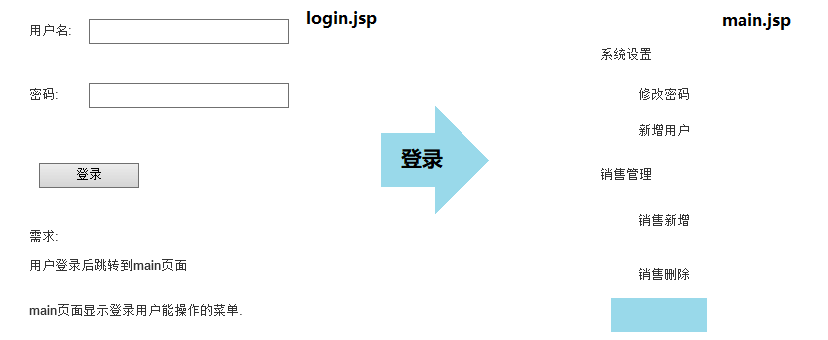 用户名:
login.jsp
密码:
登录
需求:
用户登录后跳转到main页面
main页面显示登录用户能操作的菜单.
登录
main.jsp
系统设置
修改密码
新增用户
销售管理
销售新增
销售删除